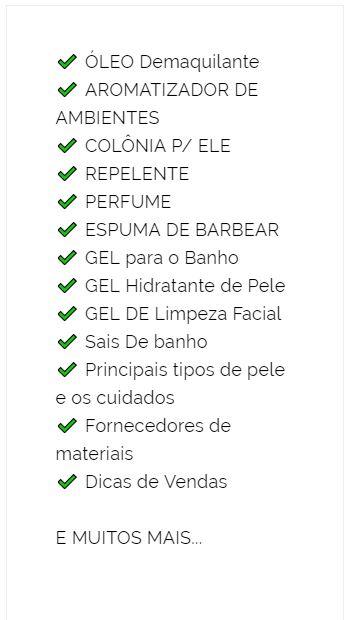 ✔ ÓLEO Demaquilante
✔ AROMATIZADOR DE
AMBIENTES
✔ COLÔNIA P/ ELE
✔ REPELENTE
✔ PERFUME
✔ ESPUMA DE BARBEAR
✔ GEL para o Banho
✔ GEL Hidratante de Pele
✔ GEL DE Limpeza Facial
✔ Sais De banho
✔ Principais tipos de pele
e os cuidados
✔ Fornecedores de
materiais
✔ Dicas de Vendas
E MUITOS MAIS...